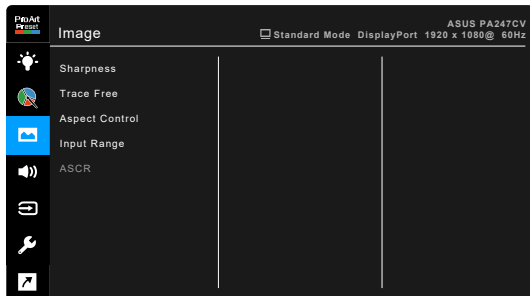 ProArt
Preset
Image
ASUS PA247CV
Standard Mode DisplayPort 1920 x 1080@ 60Hz
Sharpness
Trace Free
Aspect Control
Input Range
ASCR